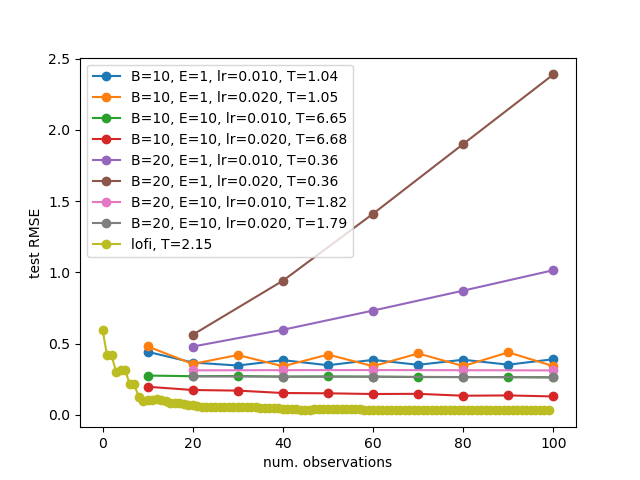 2.5
2.0
1.5
1.0
0.5
0.0
test RMSE
B=10, E=1, lr=0.010, T=1.04
B=10, E=1, lr=0.020, T=1.05
B=10, E=10, lr=0.010, T=6.65
B=10, E=10, lr=0.020, T=6.68
B=20, E=1, lr=0.010, T=0.36
B=20, E=1, lr=0.020, T=0.36
B=20, E=10, lr=0.010, T=1.82
B=20, E=10, lr=0.020, T=1.79
lofi, T=2.15
0 20 40 60 80 100
num. observations